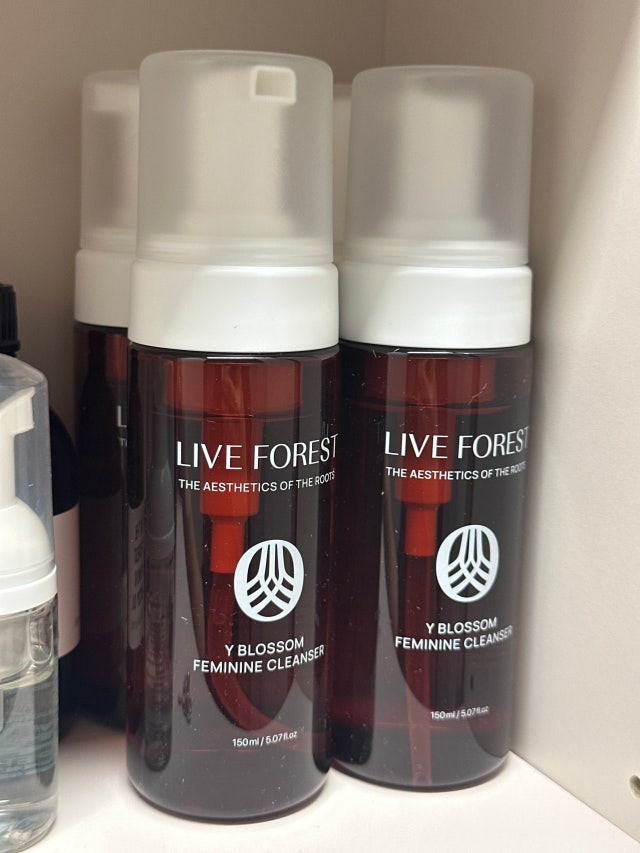 LIVE FOREST
THE AESTHETICS OF THE ROOTS
Y BLOSSOM
FEMININE CLEANSER
150ml / 5.07fl.oz
LIVE FOREST
THE AESTHETICS OF THE ROOTS
Y BLOSSOM
FEMININE CLEANSER
150ml / 5.07fl.oz